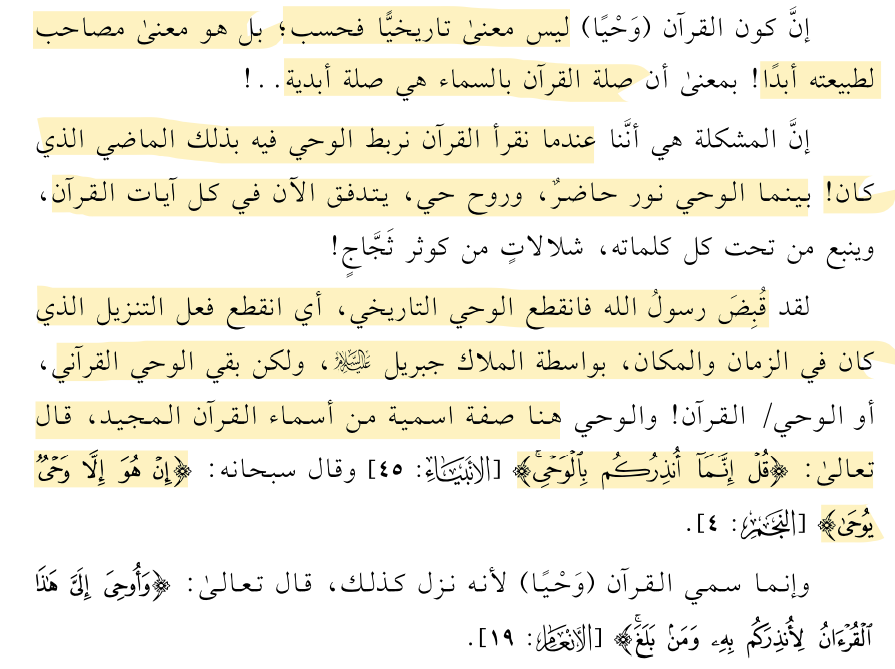 إنَّ كون القرآن (وَحْيًا) ليس معنىٰ تاريخيًّا فحسب؛ بل هو معنىٰ مصاحب
لطبيعته أبدًا! بمعنىٰ أن صلة القرآن بالسماء هي صلة أبدية..!
إنَّ المشكلة هي أنَّنا عندما نقرأ القرآن نربط الوحي فيه بذلك الماضي الذي
كان! بينما الوحي نور حاضرٌ، وروح حي، يتدفق الآن في كل آيات القرآن،
وينبع من تحت كل كلماته، شلالاتٍ من كوثر ثَجَّاجٍ!
لقد قُبِضَ رسولُ الله فانقطع الوحي التاريخي، أي انقطع فعل التنزيل الذي
كان في الزمان والمكان، بواسطة الملاك جبريل عليه السلام، ولكن بقي الوحي القرآني،
أو الوحي/ القرآن! والوحي هنا صفة اسمية من أسماء القرآن المجيد، قال
تعالىٰ: ﴿قُلْ إِنَّمَآ أُنذِرُكُم بِٱلْوَحْيِۚ﴾ [الأنبيَاء: ٤٥] وقال سبحانه: ﴿إِنْ هُوَ إِلَّا وَحْيٌ
يُوحَىٰ﴾ [النجْم: ٤].
وإنما سمي القرآن (وَحْيًا) لأنه نزل كذلك، قال تعالىٰ: ﴿وَأُوحِيَ إِلَيَّ هَٰذَا
ٱلْقُرْءَانُ لِأُنذِرَكُم بِهِۦ وَمَنۢ بَلَغَۚ﴾ [الأنعَام: ١٩].